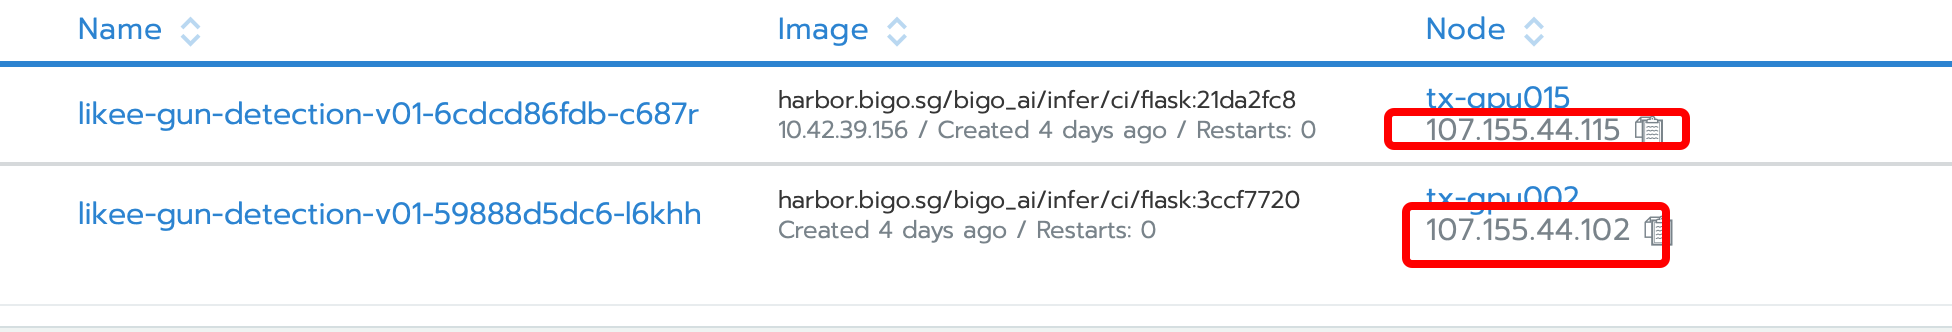 Name Image Node
likee-gun-detection-v01-6cdcd86fdb-c687r
harbor.bigo.sg/bigo_ai/infer/ci/flask:21da2fc8
10.42.39.156 / Created 4 days ago / Restarts: 0
tx-gpu015
107.155.44.115
likee-gun-detection-v01-59888d5dc6-l6khh
harbor.bigo.sg/bigo_ai/infer/ci/flask:3ccf7720
Created 4 days ago / Restarts: 0
tx-gpu002
107.155.44.102